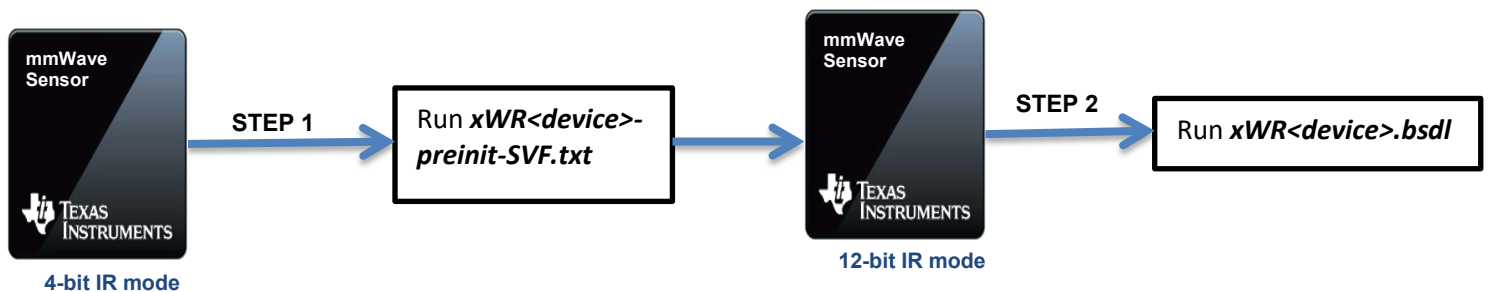 mmWave
Sensor
TEXAS
INSTRUMENTS
4-bit IR mode
STEP 1
Run xWR<device>-
preinit-SVF.txt
mmWave
Sensor
TEXAS
INSTRUMENTS
12-bit IR mode
STEP 2
Run xWR<device>.bsdl